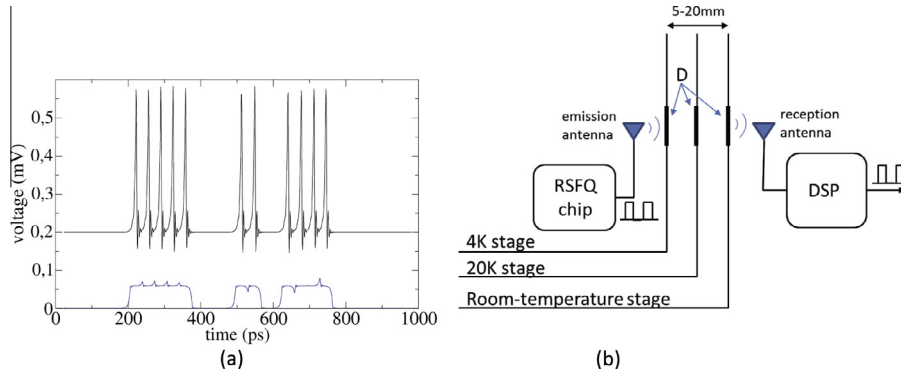 0,5
0,4
0,3
0,2
0,1
0
voltage (mV)
0 200 400 600 800 1000
time (ps)
(a)
5-20mm
D
emission
antenna
reception
antenna
RSFQ
chip
DSP
4K stage
20K stage
Room-temperature stage
(b)